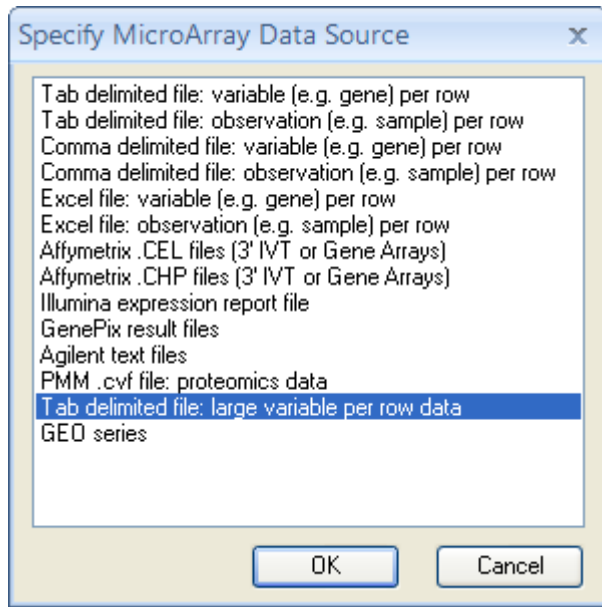 Specify MicroArray Data Source
Tab delimited file: variable (e.g. gene) per row
Tab delimited file: observation (e.g. sample) per row
Comma delimited file: variable (e.g. gene) per row
Comma delimited file: observation (e.g. sample) per row
Excel file: variable (e.g. gene) per row
Excel file: observation (e.g. sample) per row
Affymetrix .CEL files (3' IVT or Gene Arrays)
Affymetrix .CHP files (3' IVT or Gene Arrays)
Illumina expression report file
GenePix result files
Agilent text files
PMM .cvf file: proteomics data
Tab delimited file: large variable per row data
GEO series
OK Cancel